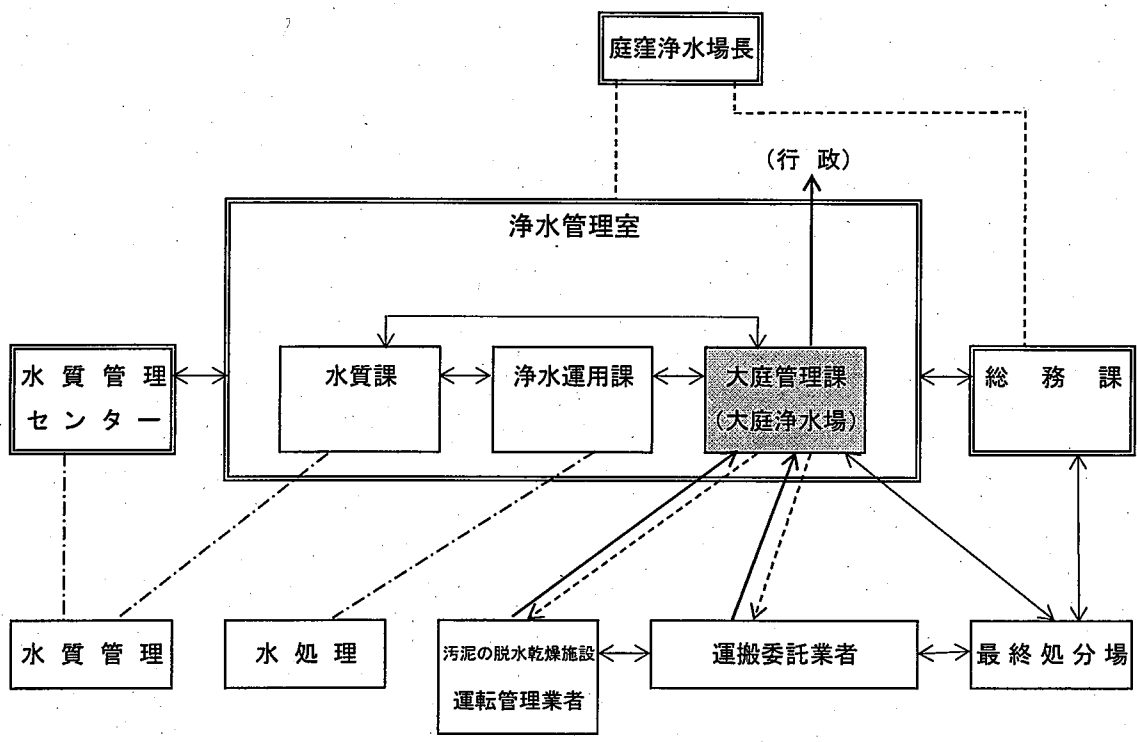 庭窪浄水場長
（行 政）
浄水管理室
水 質 管 理
センター
水質課
浄水運用課
大庭管理課
（大庭浄水場）
総 務 課
水 質 管 理
水 処 理
汚泥の脱水乾燥施設
運転管理業者
運搬委託業者
最終処分場